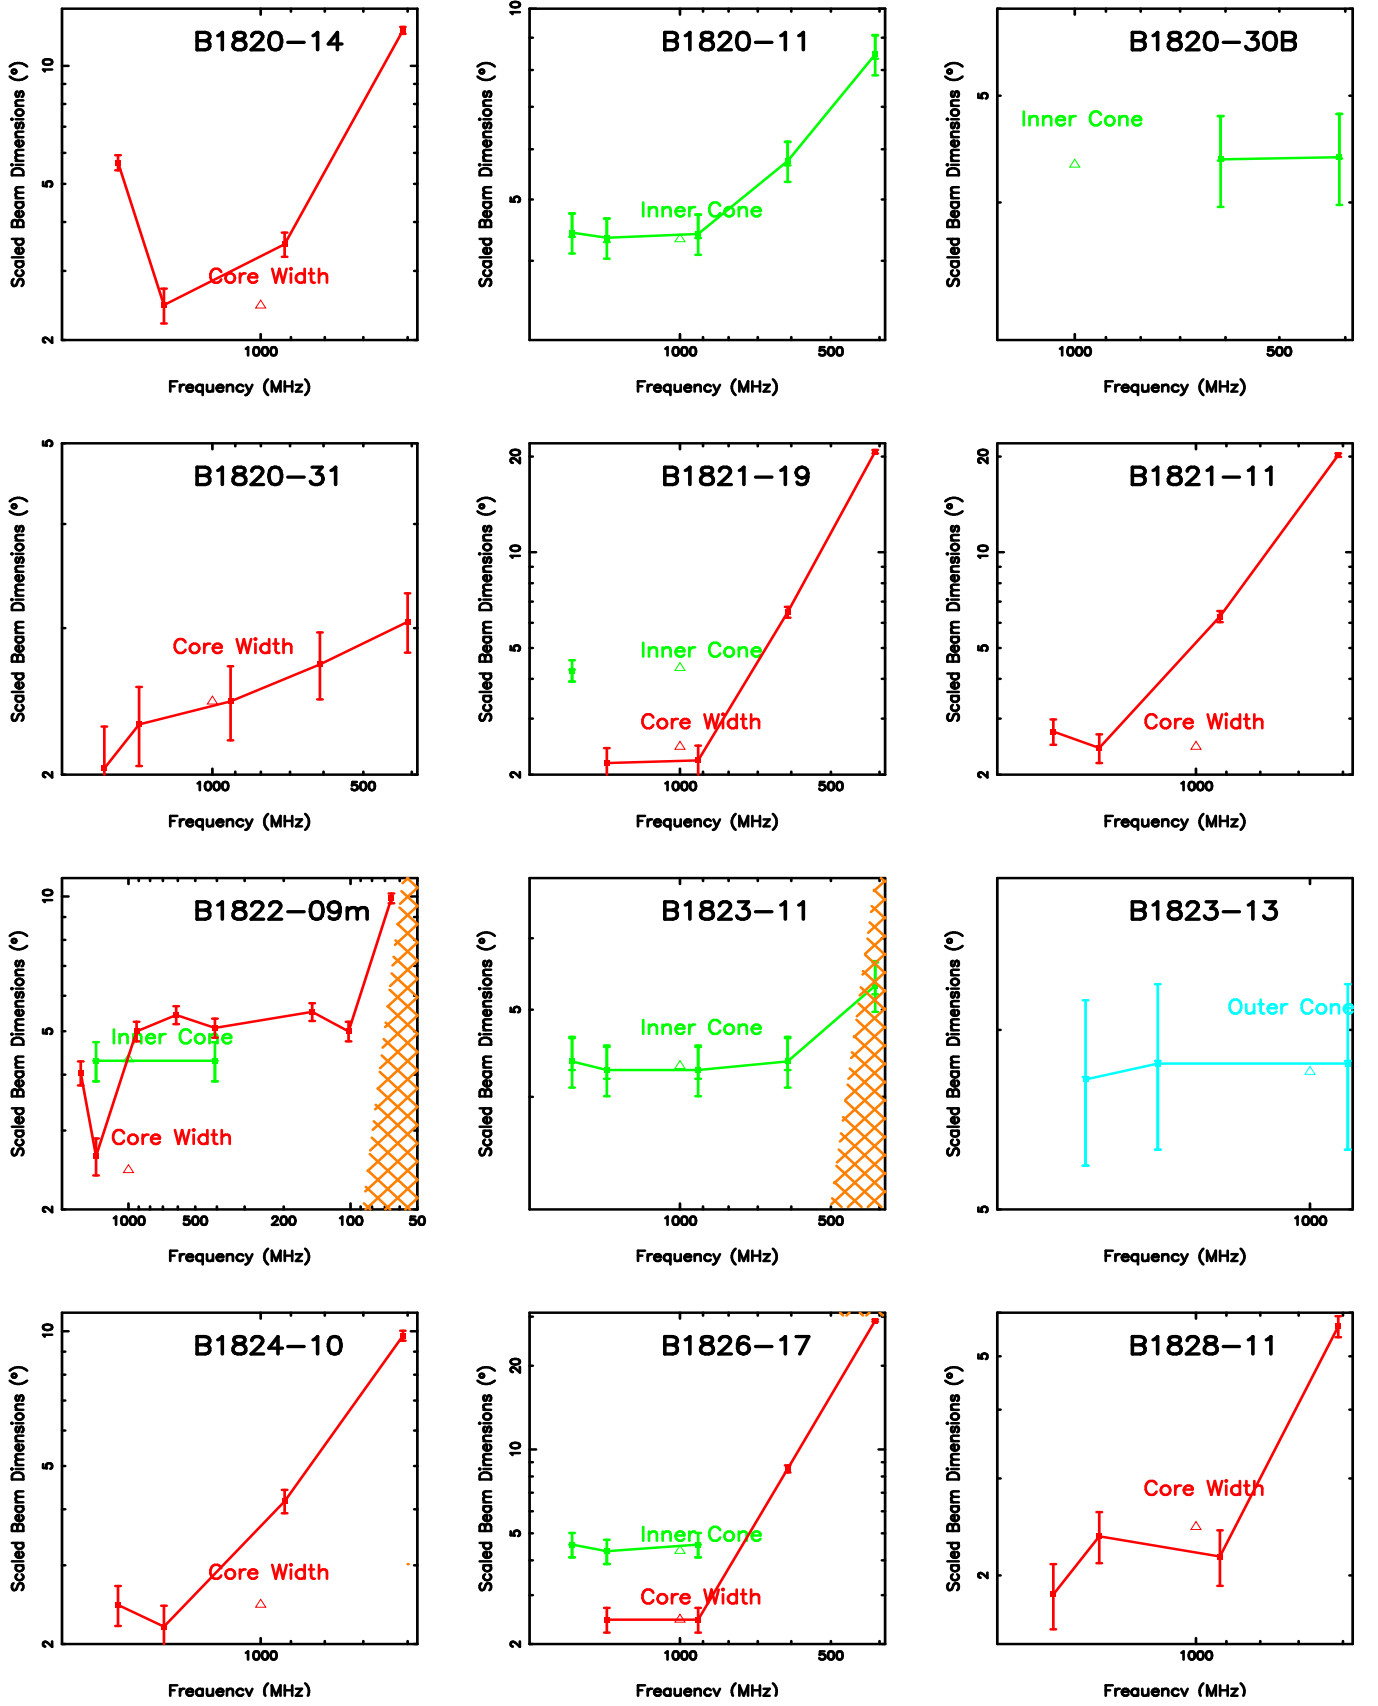 B1820-14
Scaled Beam Dimensions (°)
10
5
2
Core Width
1000
Frequency (MHz)
B1820-11
Scaled Beam Dimensions (°)
10
5
Inner Cone
1000 500
Frequency (MHz)
B1820-30B
Scaled Beam Dimensions (°)
5
Inner Cone
1000 500
Frequency (MHz)
B1820-31
Scaled Beam Dimensions (°)
5
2
Core Width
1000 500
Frequency (MHz)
B1821-19
Scaled Beam Dimensions (°)
20
10
5
2
Inner Cone
Core Width
1000 500
Frequency (MHz)
B1821-11
Scaled Beam Dimensions (°)
20
10
5
2
Core Width
1000
Frequency (MHz)
B1822-09m
Scaled Beam Dimensions (°)
10
5
2
Inner Cone
Core Width
1000 500 200 100 50
Frequency (MHz)
B1823-11
Scaled Beam Dimensions (°)
5
Inner Cone
1000 500
Frequency (MHz)
B1823-13
Scaled Beam Dimensions (°)
5
Outer Cone
1000
Frequency (MHz)
B1824-10
Scaled Beam Dimensions (°)
10
5
2
Core Width
1000
Frequency (MHz)
B1826-17
Scaled Beam Dimensions (°)
20
10
5
2
Inner Cone
Core Width
1000 500
Frequency (MHz)
B1828-11
Scaled Beam Dimensions (°)
5
2
Core Width
1000
Frequency (MHz)